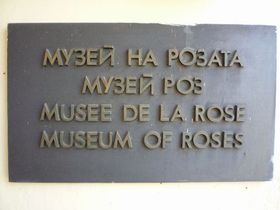 МУЗЕЙ НА РОЗАТА
МУЗЕЙ РОЗ
MUSEE DE LA ROSE
MUSEUM OF ROSES